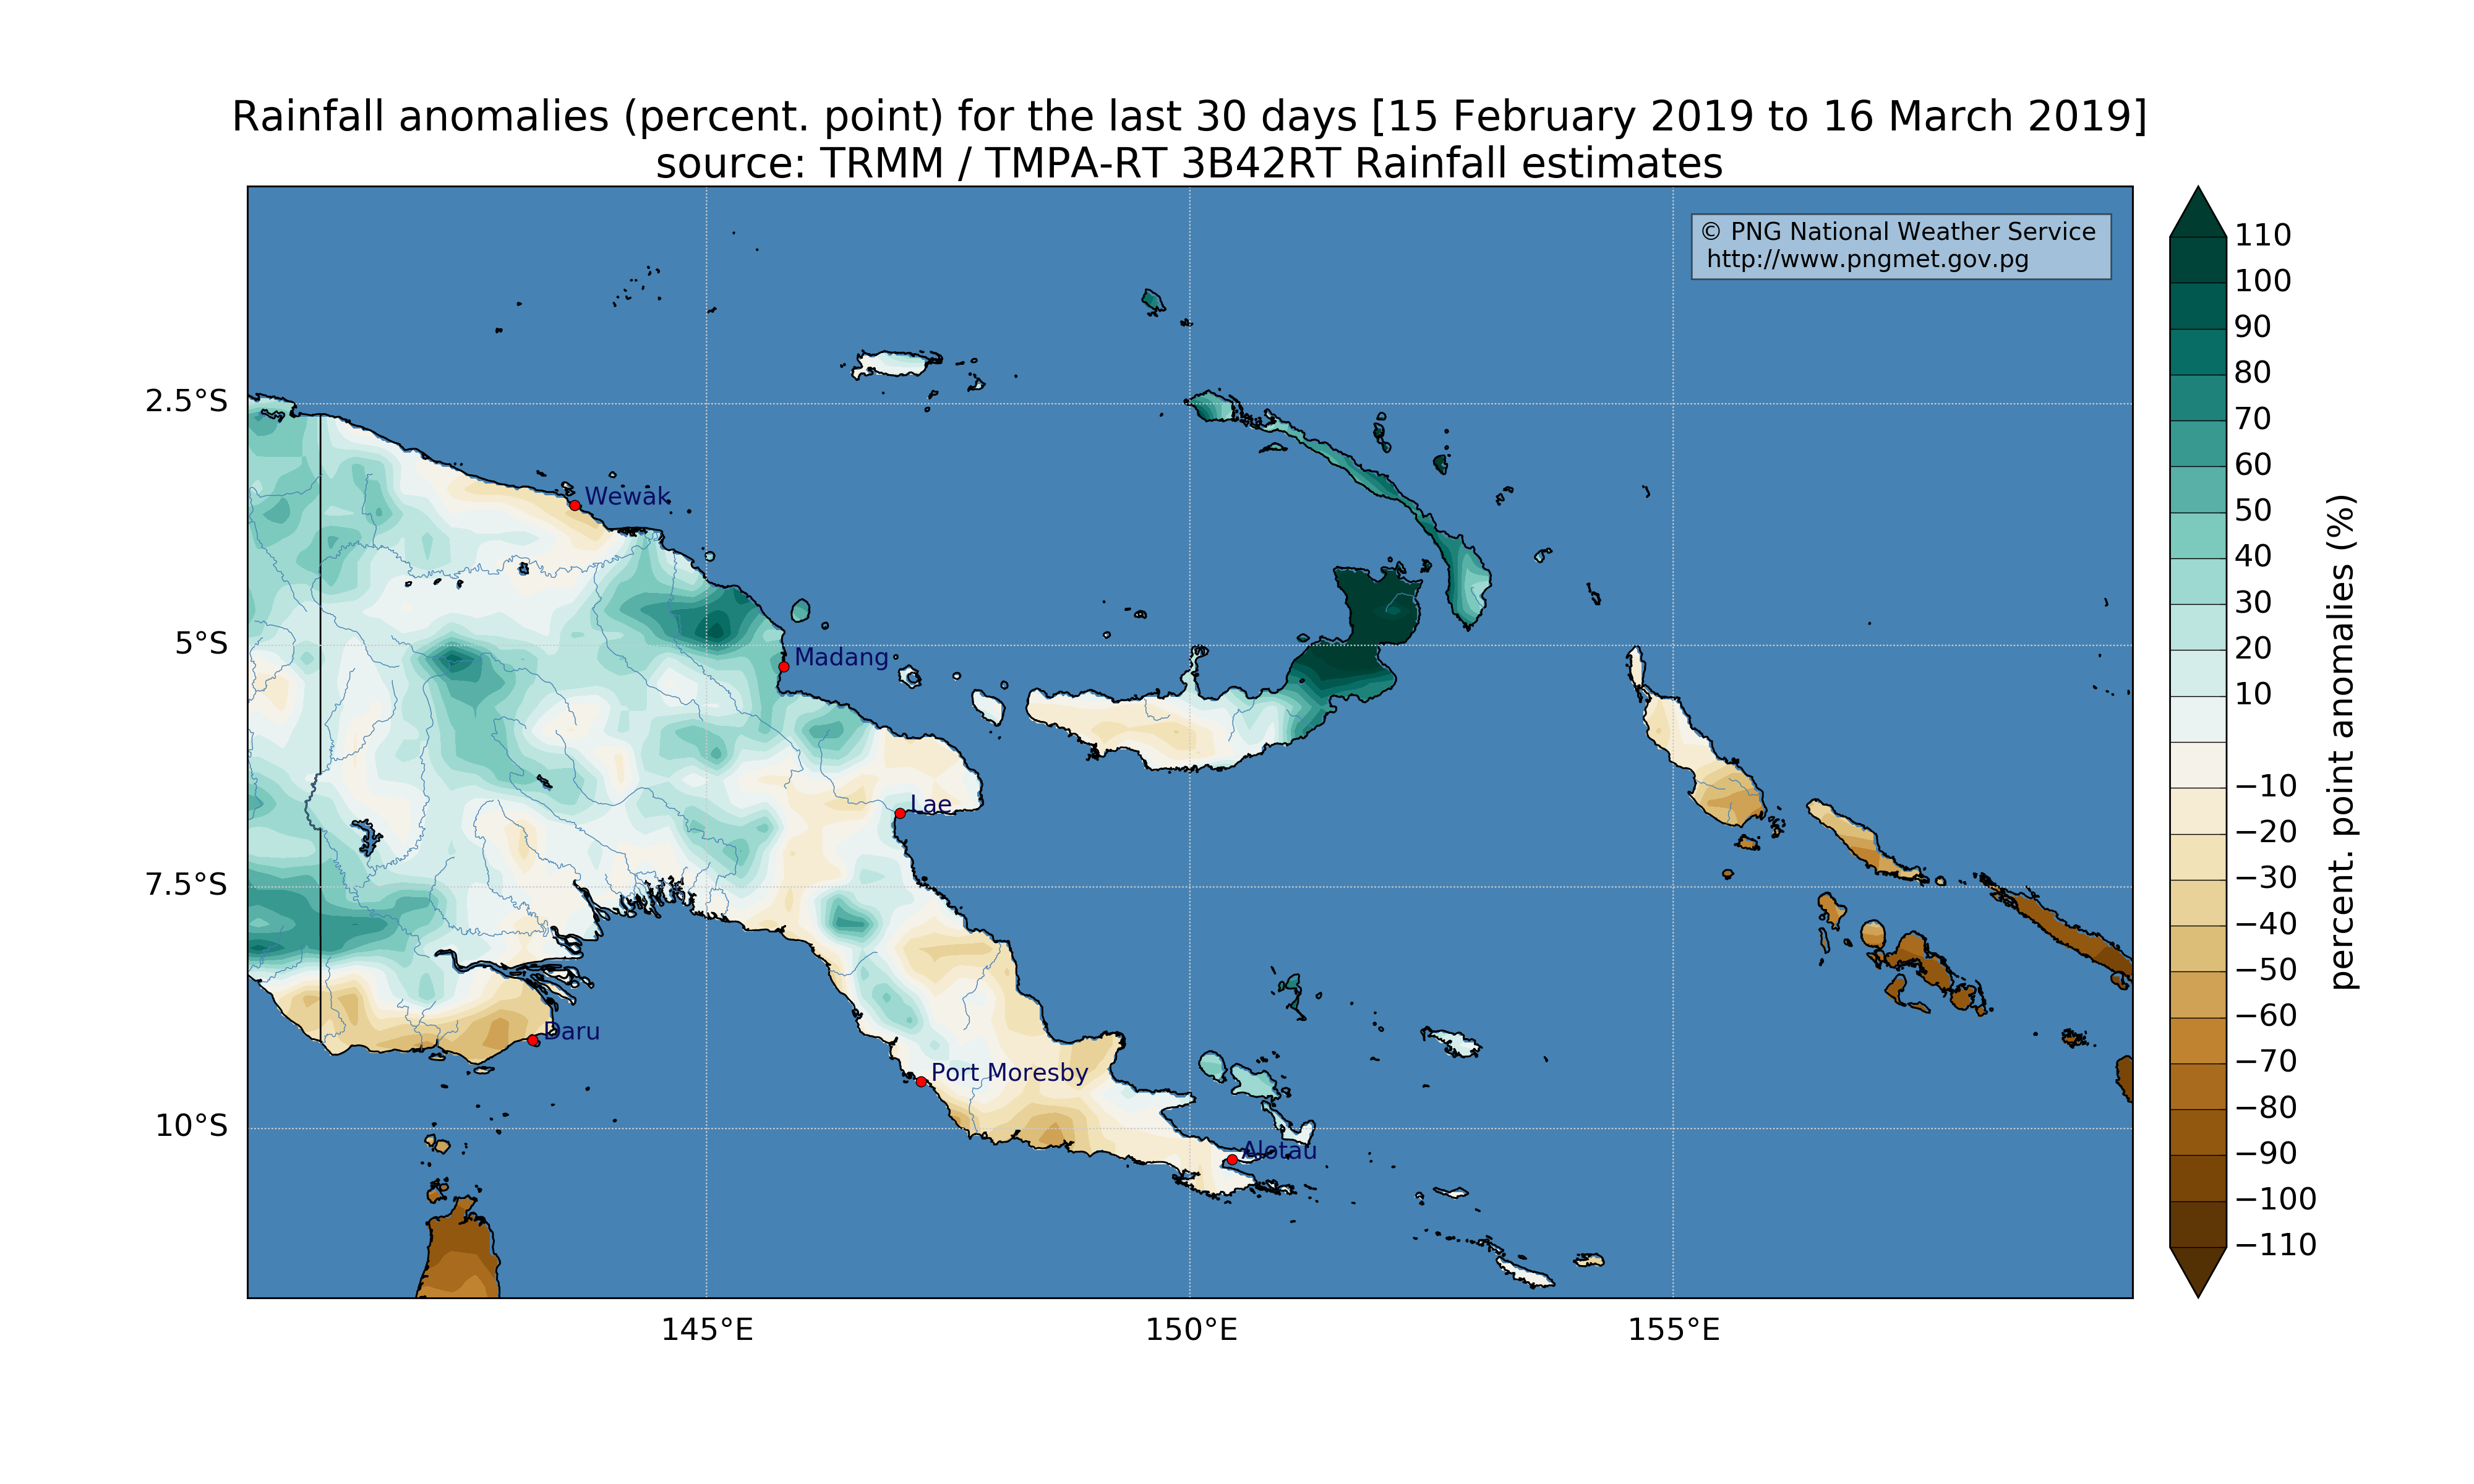 Rainfall anomalies (percent. point) for the last 30 days [15 February 2019 to 16 March 2019]
source: TRMM / TMPA-RT 3B42RT Rainfall estimates
© PNG National Weather Service
http://www.pngmet.gov.pg
2.5°S
5°S
7.5°S
10°S
145°E
150°E
155°E
Wewak
Madang
Lae
Daru
Port Moresby
Alotau
110
100
90
80
70
60
50
40
30
20
10
−10
−20
−30
−40
−50
−60
−70
−80
−90
−100
−110
percent. point anomalies (%)